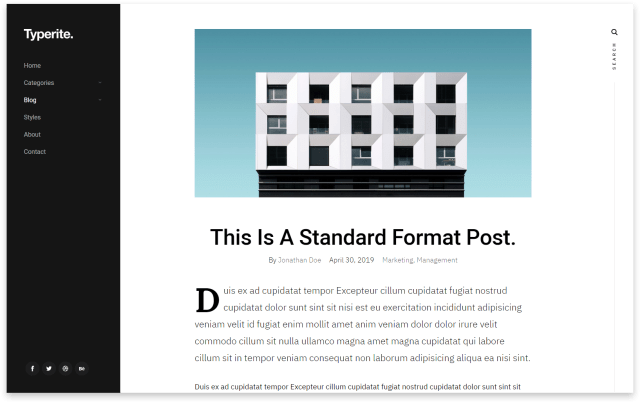 Typerite.
Home
Categories
Blog
Styles
About
Contact
SEARCH
This Is A Standard Format Post.
By Jonathan Doe April 30, 2019 Marketing, Management
Duis ex ad cupidatat tempor Excepteur cillum cupidatat fugiat nostrud
cupidatat dolor sunt sint sit nisi est eu exercitation incididunt adipisicing
veniam velit id fugiat enim mollit amet anim veniam dolor dolor irure velit
commodo cillum sit nulla ullamco magna amet magna cupidatat qui labore
cillum sit in tempor veniam consequat non laborum adipisicing aliqua ea nisi sint.
Duis ex ad cupidatat tempor Excepteur cillum cupidatat fugiat nostrud cupidatat dolor sunt sint sit